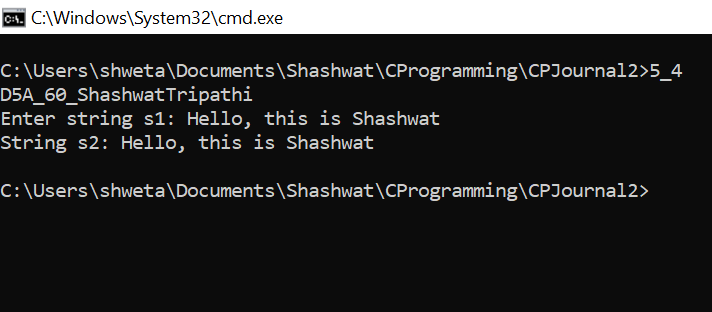 C:\Windows\System32\cmd.exe
C:\Users\shweta\Documents\Shashwat\CProgramming\CPJournal2>5_4
D5A_60_ShashwatTripathi
Enter string s1: Hello, this is Shashwat
String s2: Hello, this is Shashwat
C:\Users\shweta\Documents\Shashwat\CProgramming\CPJournal2>